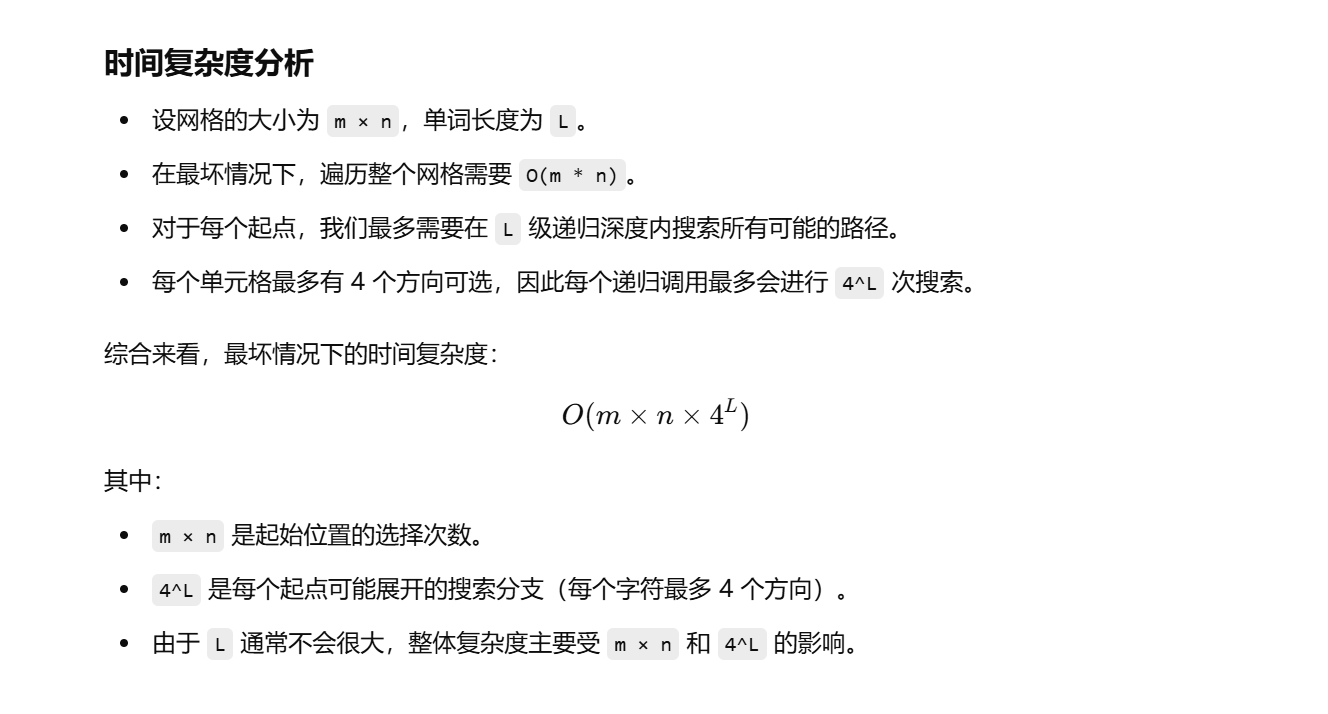 时间复杂度分析
• 设网格的大小为 m × n，单词长度为 L。
• 在最坏情况下，遍历整个网格需要 O(m * n)。
• 对于每个起点，我们最多需要在 L 级递归深度内搜索所有可能的路径。
• 每个单元格最多有 4 个方向可选，因此每个递归调用最多会进行 4^L 次搜索。
综合来看，最坏情况下的时间复杂度：
O(m × n × 4^L)
其中：
• m × n 是起始位置的选择次数。
• 4^L 是每个起点可能展开的搜索分支（每个字符最多 4 个方向）。
• 由于 L 通常不会很大，整体复杂度主要受 m × n 和 4^L 的影响。